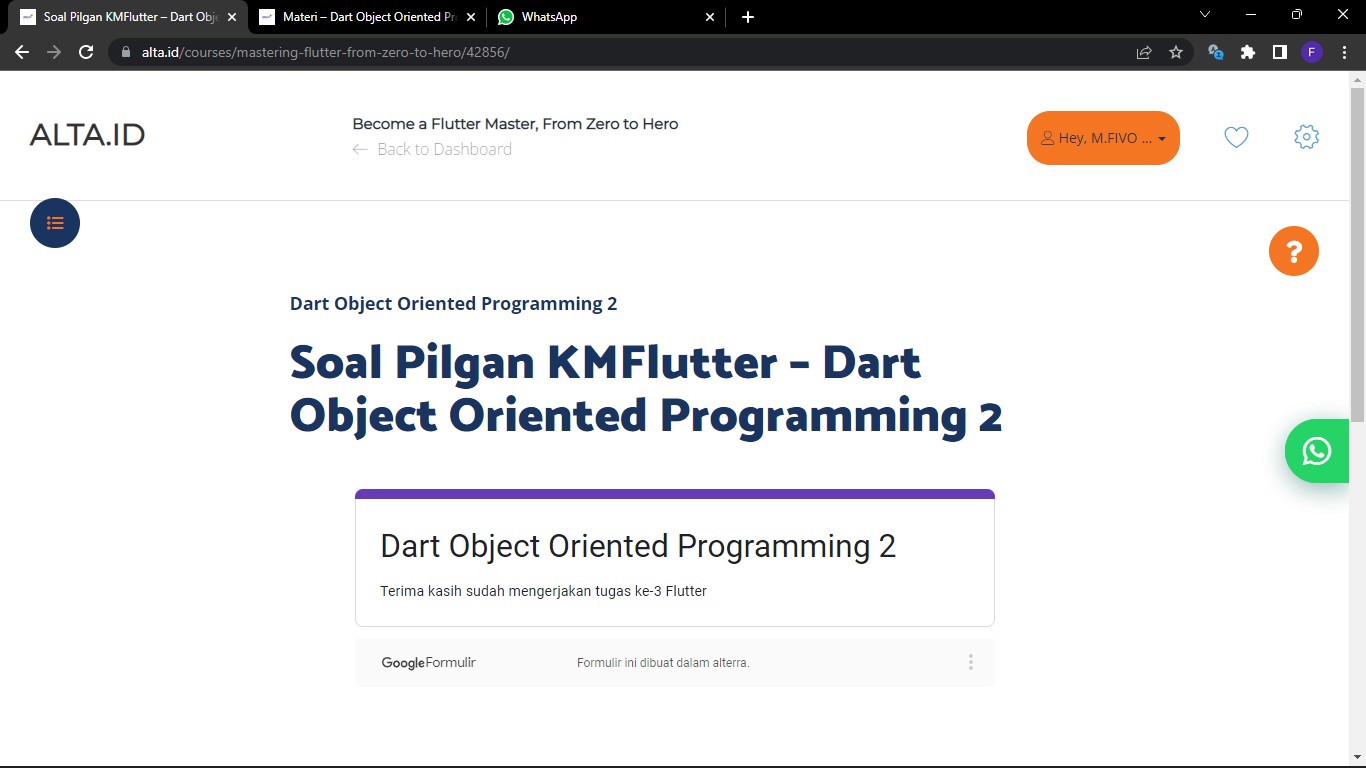 Soal Pilgan KMFlutter – Dart Obje
Materi – Dart Object Oriented Pr
WhatsApp
alta.id/courses/mastering-flutter-from-zero-to-hero/42856/
F
ALTA.ID
Become a Flutter Master, From Zero to Hero
← Back to Dashboard
Hey, M.FIVO ...
?
Dart Object Oriented Programming 2
Soal Pilgan KMFlutter – Dart
Object Oriented Programming 2
Dart Object Oriented Programming 2
Terima kasih sudah mengerjakan tugas ke-3 Flutter
Google Formulir
Formulir ini dibuat dalam alterra.